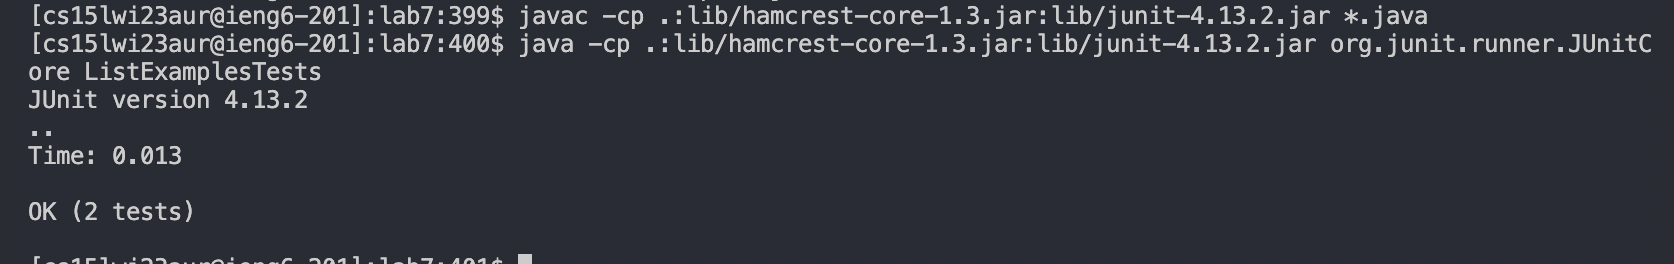 [cs15lwi23aur@ieng6-201]:lab7:399$ javac -cp .:lib/hamcrest-core-1.3.jar:lib/junit-4.13.2.jar *.java
[cs15lwi23aur@ieng6-201]:lab7:400$ java -cp .:lib/hamcrest-core-1.3.jar:lib/junit-4.13.2.jar org.junit.runner.JUnitC
ore ListExamplesTests
JUnit version 4.13.2
..
Time: 0.013
OK (2 tests)
[cs15lwi23aur@ieng6-201]:lab7:401$